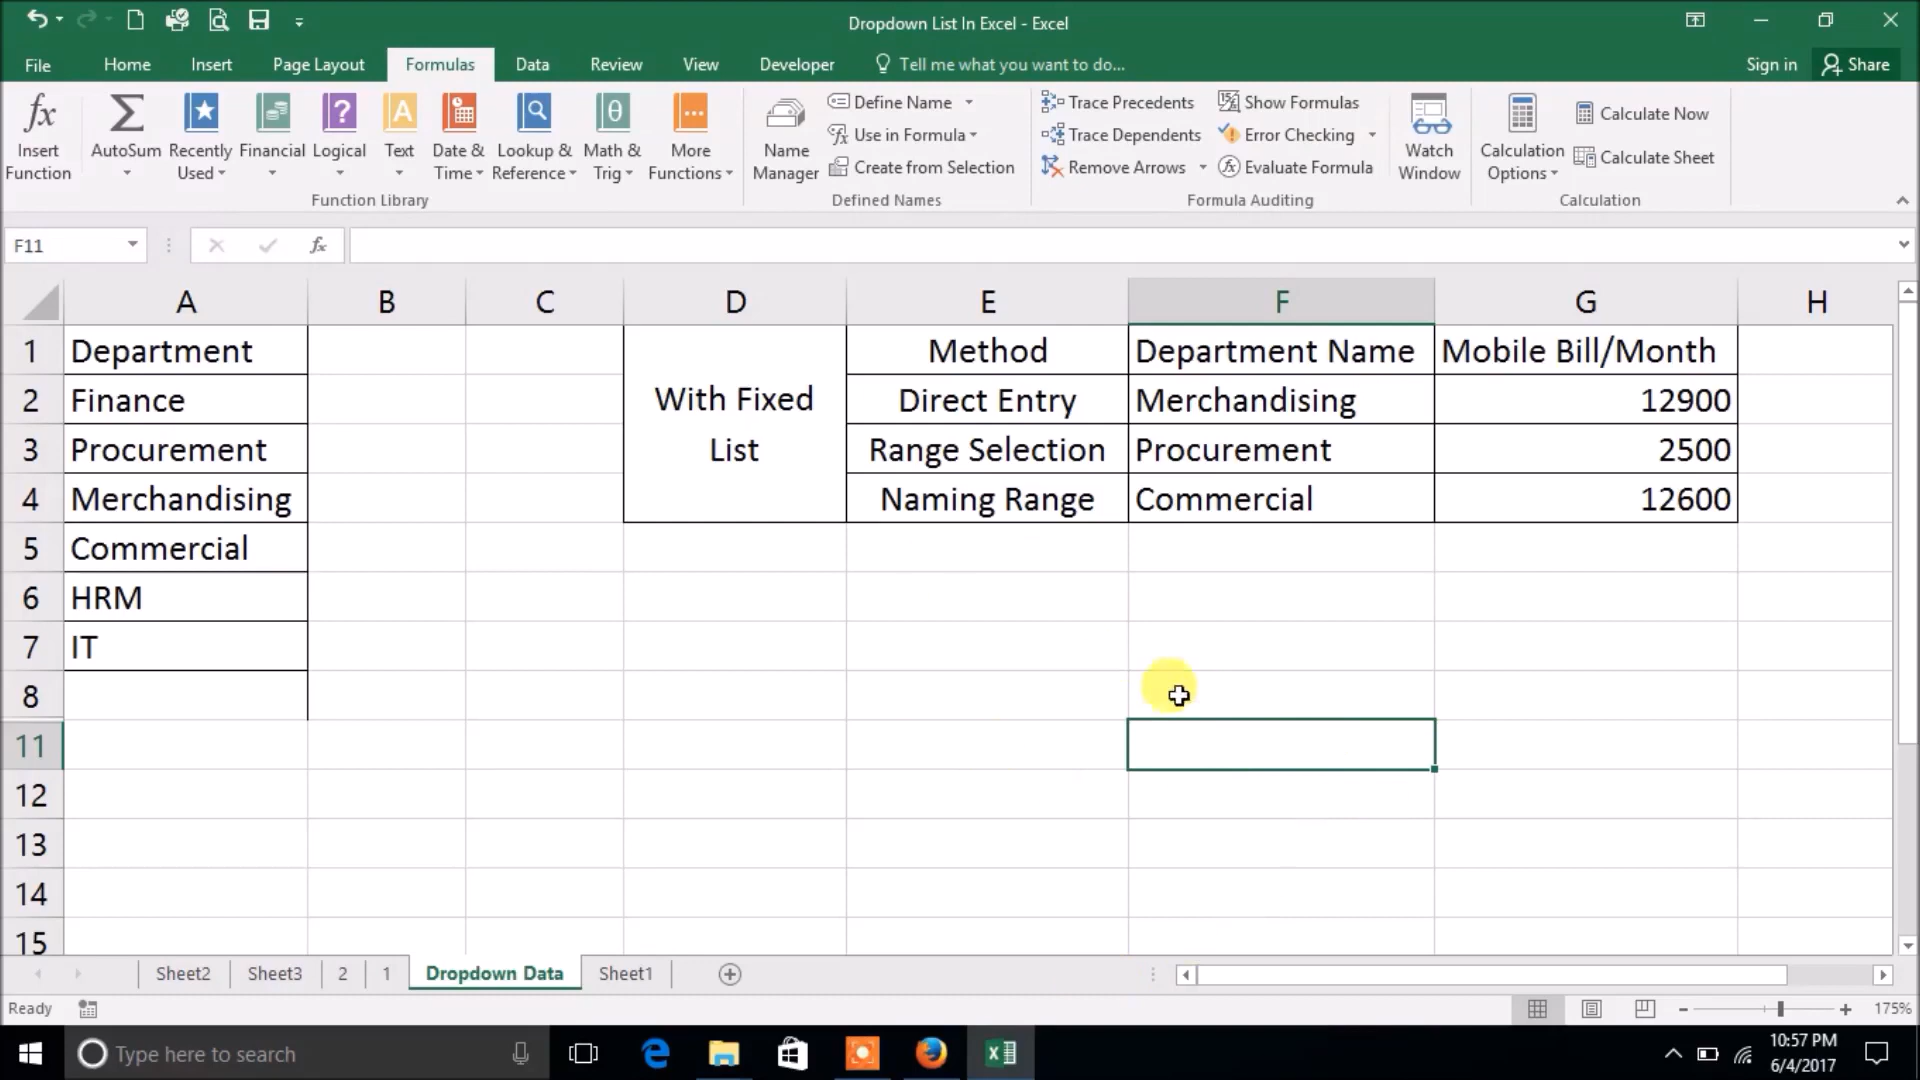 Dropdown List In Excel - Excel
File Home Insert Page Layout Formulas Data Review View Developer Tell me what you want to do... Sign in Share
fx Insert Function
Σ AutoSum
Recently Used
Financial
Logical
A Text
Date & Time
Lookup & Reference
θ Math & Trig
More Functions
Function Library
Name Manager
Define Name
Use in Formula
Create from Selection
Defined Names
Trace Precedents
Trace Dependents
Remove Arrows
Show Formulas
Error Checking
Evaluate Formula
Formula Auditing
Watch Window
Calculation Options
Calculate Now
Calculate Sheet
Calculation
F11 fx
A B C D E F G H
1 Department Method Department Name Mobile Bill/Month
With Fixed List
2 Finance Direct Entry Merchandising 12900
3 Procurement Range Selection Procurement 2500
4 Merchandising Naming Range Commercial 12600
5 Commercial
6 HRM
7 IT
8
11
12
13
14
15
Sheet2 Sheet3 2 1 Dropdown Data Sheet1
Ready 175%
Type here to search
10:57 PM
6/4/2017